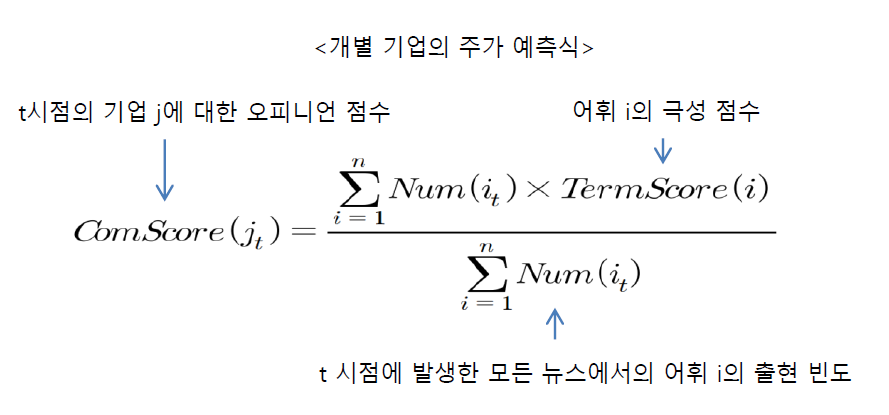 <개별 기업의 주가 예측식>
t시점의 기업 j에 대한 오피니언 점수
어휘 i의 극성 점수
ComScore(j_t) = \frac{\sum_{i=1}^{n} Num(i_t) × TermScore(i)}{\sum_{i=1}^{n} Num(i_t)}
t 시점에 발생한 모든 뉴스에서의 어휘 i의 출현 빈도